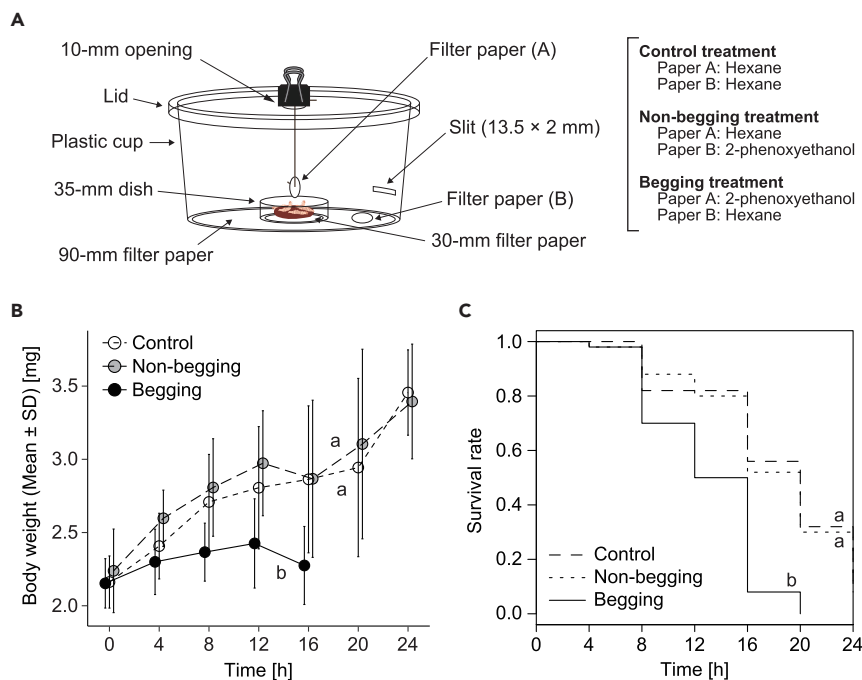 A
10-mm opening
Lid
Plastic cup
35-mm dish
90-mm filter paper
Filter paper (A)
Slit (13.5 × 2 mm)
Filter paper (B)
30-mm filter paper
Control treatment
Paper A: Hexane
Paper B: Hexane
Non-begging treatment
Paper A: Hexane
Paper B: 2-phenoxyethanol
Begging treatment
Paper A: 2-phenoxyethanol
Paper B: Hexane
B
Body weight (Mean ± SD) [mg]
3.5
3.0
2.5
2.0
Control
Non-begging
Begging
a
a
b
0 4 8 12 16 20 24
Time [h]
C
Survival rate
1.0
0.8
0.6
0.4
0.2
0.0
Control
Non-begging
Begging
a
a
b
0 4 8 12 16 20 24
Time [h]